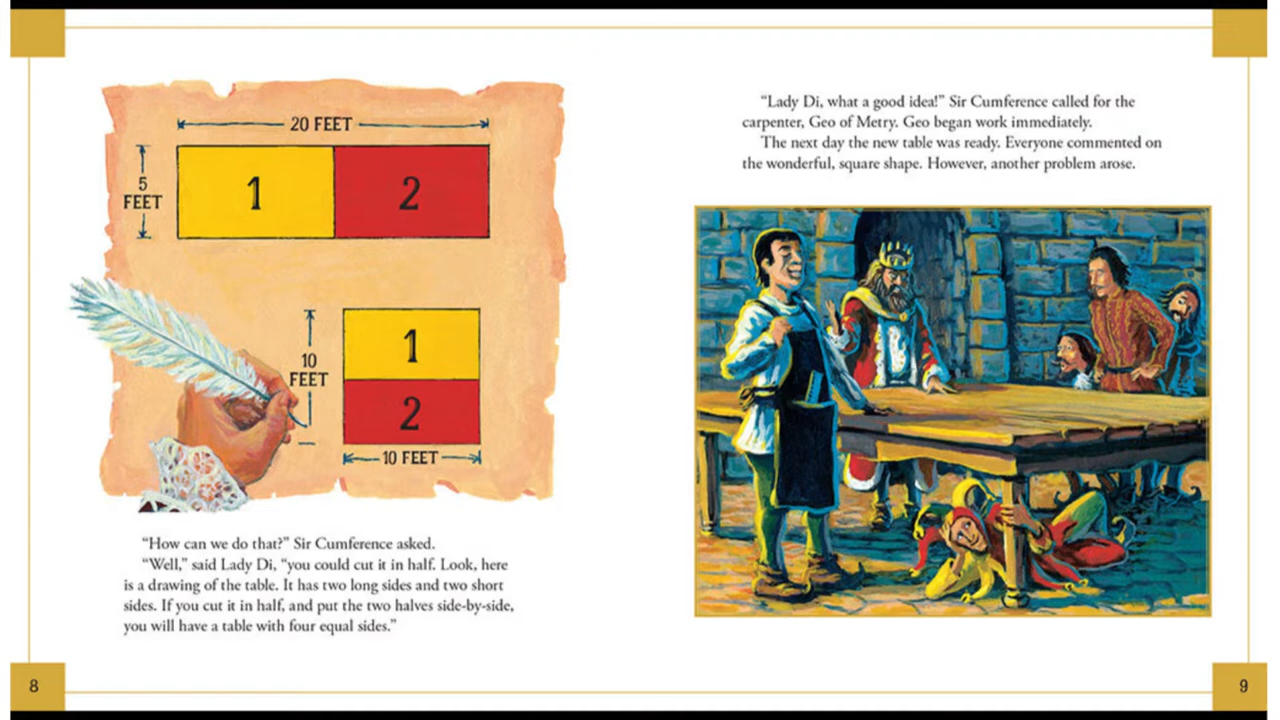 20 FEET
5
FEET
1
2
10
FEET
1
2
10 FEET
“How can we do that?” Sir Cumference asked.
“Well,” said Lady Di, “you could cut it in half. Look, here
is a drawing of the table. It has two long sides and two short
sides. If you cut it in half, and put the two halves side-by-side,
you will have a table with four equal sides.”
8
“Lady Di, what a good idea!” Sir Cumference called for the
carpenter, Geo of Metry. Geo began work immediately.
The next day the new table was ready. Everyone commented on
the wonderful, square shape. However, another problem arose.
9